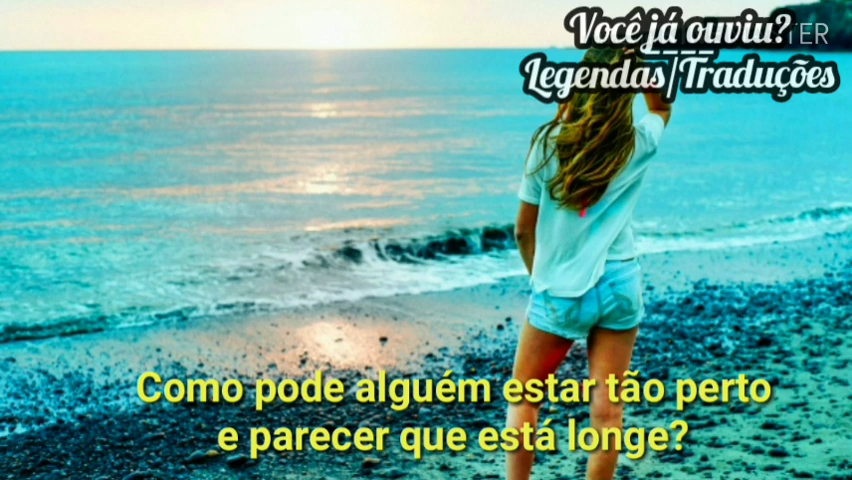 Você já ouviu?
Legendas/Traduções
Como pode alguém estar tão perto
e parecer que está longe?